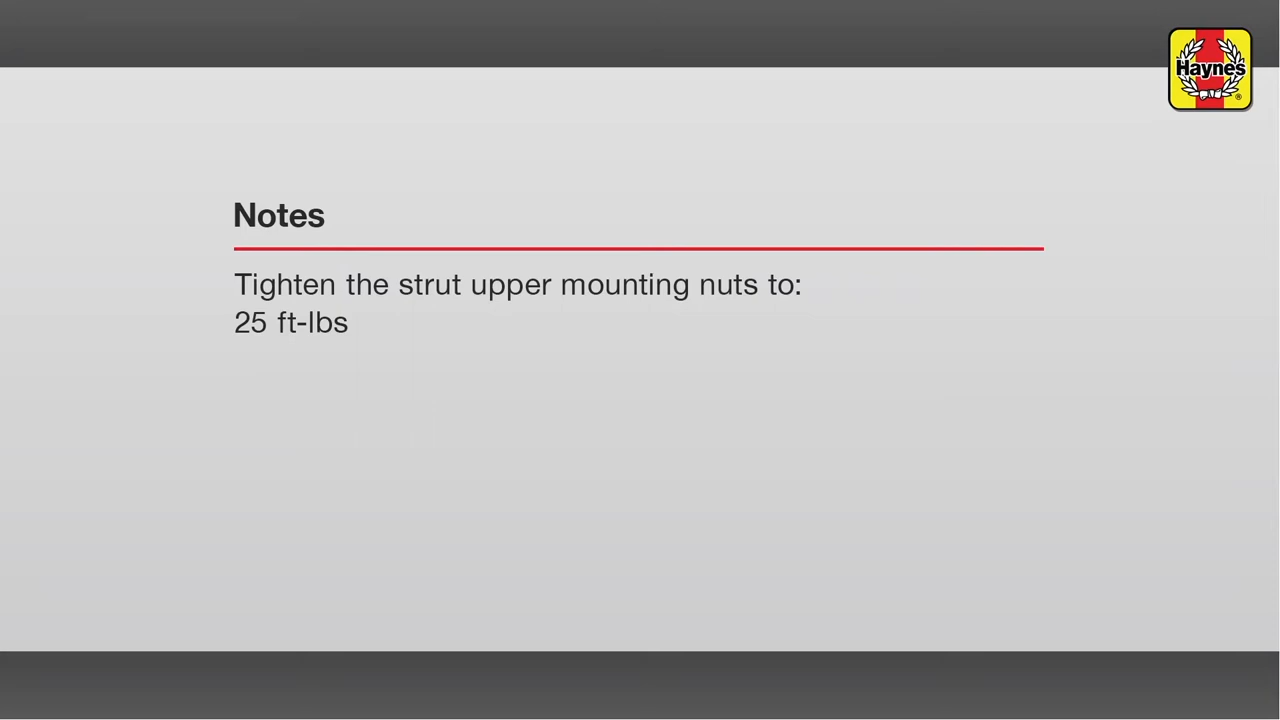 Haynes
®
Notes
Tighten the strut upper mounting nuts to:
25 ft-lbs